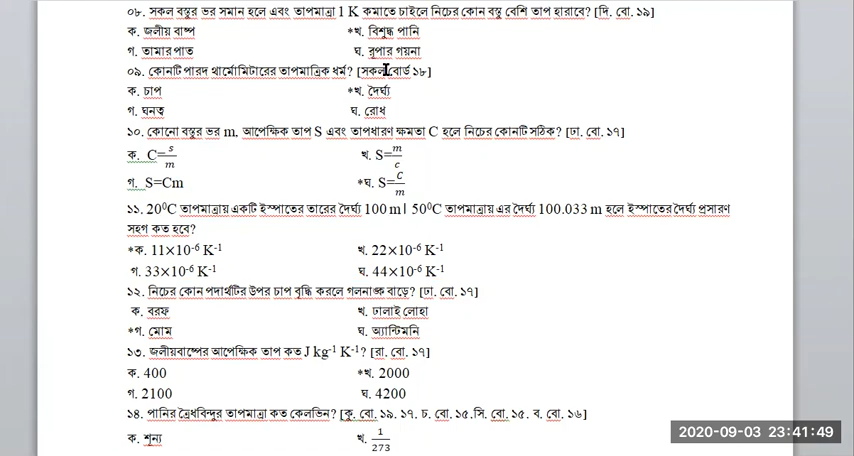 ০৮. সকল বস্তুর ভর সমান হলে এবং তাপমাত্রা 1 K কমাতে চাইলে নিচের কোন বস্তু বেশি তাপ হারাবে? [দি. বো. ১৯]
ক. জলীয় বাষ্প *খ. বিশুদ্ধ পানি
গ. তামার পাত ঘ. রূপার গয়না
০৯. কোনটি পারদ থার্মোমিটারের তাপমাত্রিক ধর্ম? [সকল বোর্ড ১৮]
ক. চাপ *খ. দৈর্ঘ্য
গ. ঘনত্ব ঘ. রোধ
১০. কোনো বস্তুর ভর m, আপেক্ষিক তাপ S এবং তাপধারণ ক্ষমতা C হলে নিচের কোনটি সঠিক? [ঢা. বো. ১৭]
ক. C=s/m খ. S=m/c
গ. S=Cm *ঘ. S=C/m
১১. 20⁰C তাপমাত্রায় একটি ইস্পাতের তারের দৈর্ঘ্য 100 m। 50⁰C তাপমাত্রায় এর দৈর্ঘ্য 100.033 m হলে ইস্পাতের দৈর্ঘ্য প্রসারণ
সহগ কত হবে?
*ক. 11×10⁻⁶ K⁻¹ খ. 22×10⁻⁶ K⁻¹
গ. 33×10⁻⁶ K⁻¹ ঘ. 44×10⁻⁶ K⁻¹
১২. নিচের কোন পদার্থটির উপর চাপ বৃদ্ধি করলে গলনাঙ্ক বাড়ে? [ঢা. বো. ১৭]
ক. বরফ খ. ঢালাই লোহা
*গ. মোম ঘ. অ্যান্টিমনি
১৩. জলীয়বাষ্পের আপেক্ষিক তাপ কত J kg⁻¹ K⁻¹? [রা. বো. ১৭]
ক. 400 *খ. 2000
গ. 2100 ঘ. 4200
১৪. পানির ত্রৈধবিন্দুর তাপমাত্রা কত কেলভিন? [কু. বো. ১৯. ১৭. চ. বো. ১৫.সি. বো. ১৫. ব. বো. ১৬]
ক. শূন্য খ. 1/273
2020-09-03 23:41:49